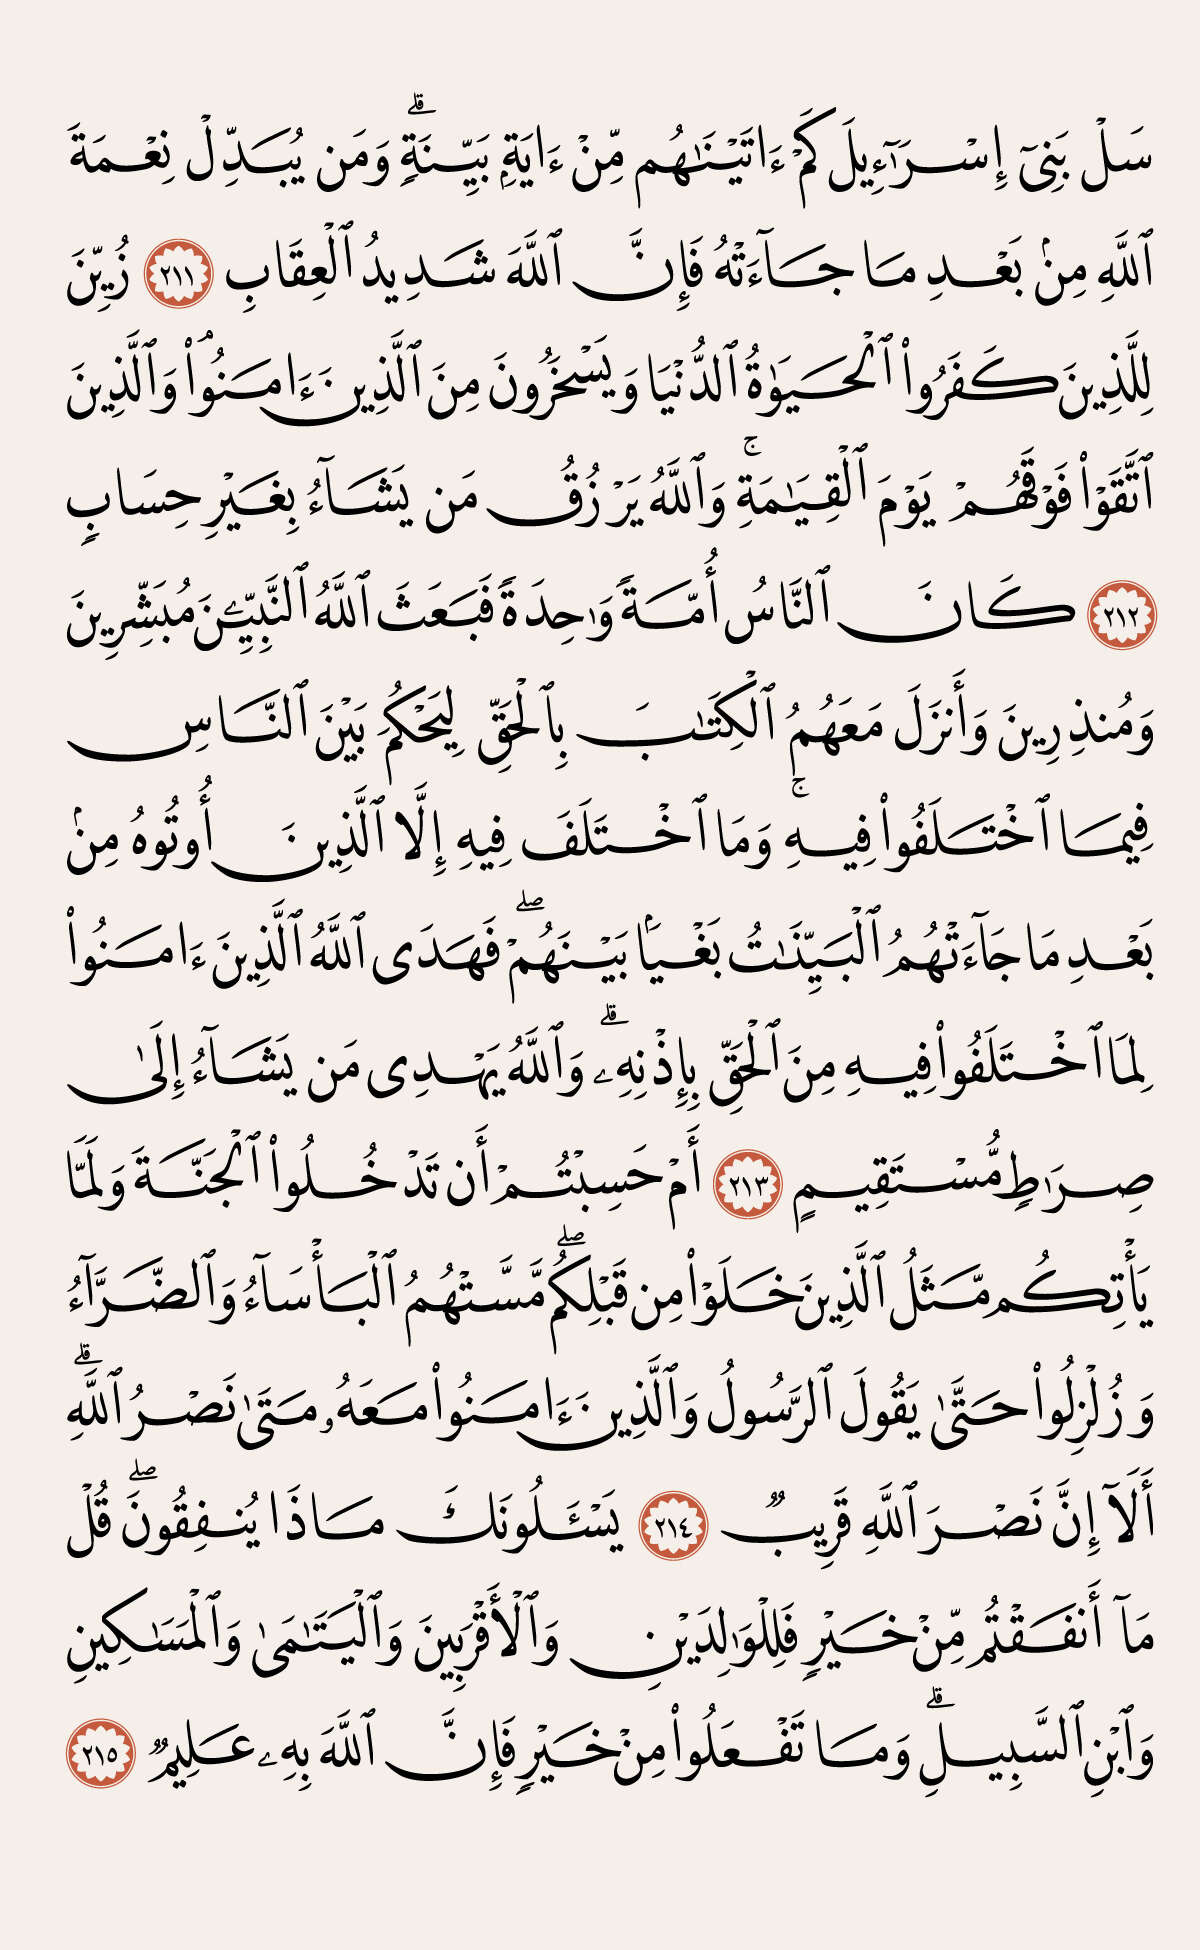 سَلْ بَنِىٓ إِسْرَٰٓءِيلَ كَمْ ءَاتَيْنَـٰهُم مِّنْ ءَايَةٍۭ بَيِّنَةٍۢ ۗ وَمَن يُبَدِّلْ نِعْمَةَ
ٱللَّهِ مِنۢ بَعْدِ مَا جَآءَتْهُ فَإِنَّ ٱللَّهَ شَدِيدُ ٱلْعِقَابِ ٢١١ زُيِّنَ
لِلَّذِينَ كَفَرُوا۟ ٱلْحَيَوٰةُ ٱلدُّنْيَا وَيَسْخَرُونَ مِنَ ٱلَّذِينَ ءَامَنُوا۟ ۘ وَٱلَّذِينَ
ٱتَّقَوْا۟ فَوْقَهُمْ يَوْمَ ٱلْقِيَـٰمَةِ ۗ وَٱللَّهُ يَرْزُقُ مَن يَشَآءُ بِغَيْرِ حِسَابٍۢ
٢١٢ كَانَ ٱلنَّاسُ أُمَّةًۭ وَٰحِدَةًۭ فَبَعَثَ ٱللَّهُ ٱلنَّبِيِّـۧنَ مُبَشِّرِينَ
وَمُنذِرِينَ وَأَنزَلَ مَعَهُمُ ٱلْكِتَـٰبَ بِٱلْحَقِّ لِيَحْكُمَ بَيْنَ ٱلنَّاسِ
فِيمَا ٱخْتَلَفُوا۟ فِيهِ ۚ وَمَا ٱخْتَلَفَ فِيهِ إِلَّا ٱلَّذِينَ أُوتُوهُ مِنۢ
بَعْدِ مَا جَآءَتْهُمُ ٱلْبَيِّنَـٰتُ بَغْيًۢا بَيْنَهُمْ ۖ فَهَدَى ٱللَّهُ ٱلَّذِينَ ءَامَنُوا۟
لِمَا ٱخْتَلَفُوا۟ فِيهِ مِنَ ٱلْحَقِّ بِإِذْنِهِۦ ۗ وَٱللَّهُ يَهْدِى مَن يَشَآءُ إِلَىٰ
صِرَٰطٍۢ مُّسْتَقِيمٍ ٢١٣ أَمْ حَسِبْتُمْ أَن تَدْخُلُوا۟ ٱلْجَنَّةَ وَلَمَّا
يَأْتِكُم مَّثَلُ ٱلَّذِينَ خَلَوْا۟ مِن قَبْلِكُم ۖ مَّسَّتْهُمُ ٱلْبَأْسَآءُ وَٱلضَّرَّآءُ
وَزُلْزِلُوا۟ حَتَّىٰ يَقُولَ ٱلرَّسُولُ وَٱلَّذِينَ ءَامَنُوا۟ مَعَهُۥ مَتَىٰ نَصْرُ ٱللَّهِ ۗ
أَلَآ إِنَّ نَصْرَ ٱللَّهِ قَرِيبٌۭ ٢١٤ يَسْـَٔلُونَكَ مَاذَا يُنفِقُونَ ۖ قُلْ
مَآ أَنفَقْتُم مِّنْ خَيْرٍۢ فَلِلْوَٰلِدَيْنِ وَٱلْأَقْرَبِينَ وَٱلْيَتَـٰمَىٰ وَٱلْمَسَـٰكِينِ
وَٱبْنِ ٱلسَّبِيلِ ۗ وَمَا تَفْعَلُوا۟ مِنْ خَيْرٍۢ فَإِنَّ ٱللَّهَ بِهِۦ عَلِيمٌۭ ٢١٥